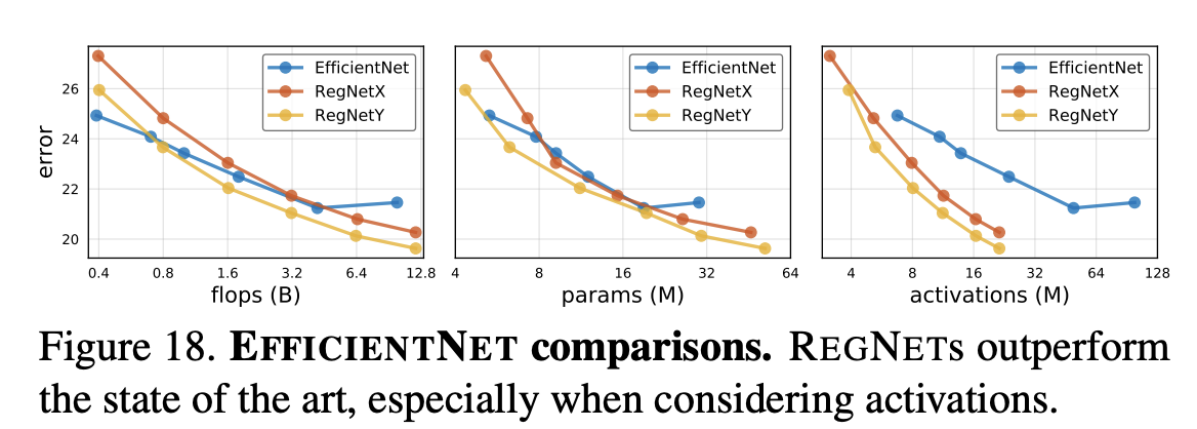 EfficientNet
RegNetX
RegNetY
error
26
24
22
20
0.4 0.8 1.6 3.2 6.4 12.8
flops (B)
EfficientNet
RegNetX
RegNetY
4 8 16 32 64
params (M)
EfficientNet
RegNetX
RegNetY
4 8 16 32 64 128
activations (M)
Figure 18. EFFICIENTNET comparisons. REGNETS outperform
the state of the art, especially when considering activations.